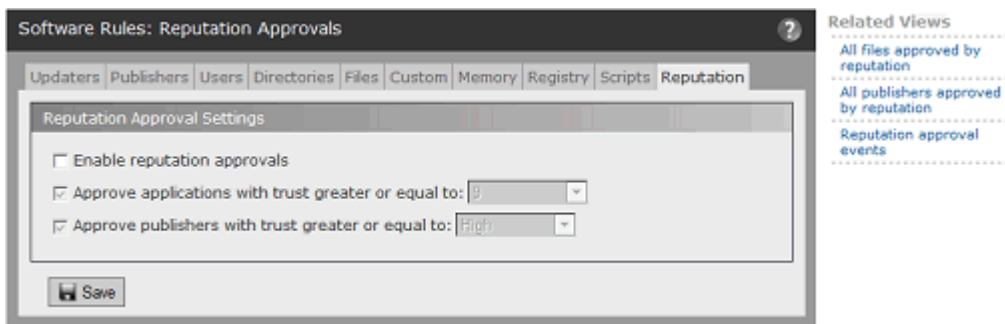 Software Rules: Reputation Approvals
?
Updaters Publishers Users Directories Files Custom Memory Registry Scripts Reputation
Reputation Approval Settings
Enable reputation approvals
Approve applications with trust greater or equal to: 9
Approve publishers with trust greater or equal to: High
Save
Related Views
All files approved by
reputation
All publishers approved
by reputation
Reputation approval
events